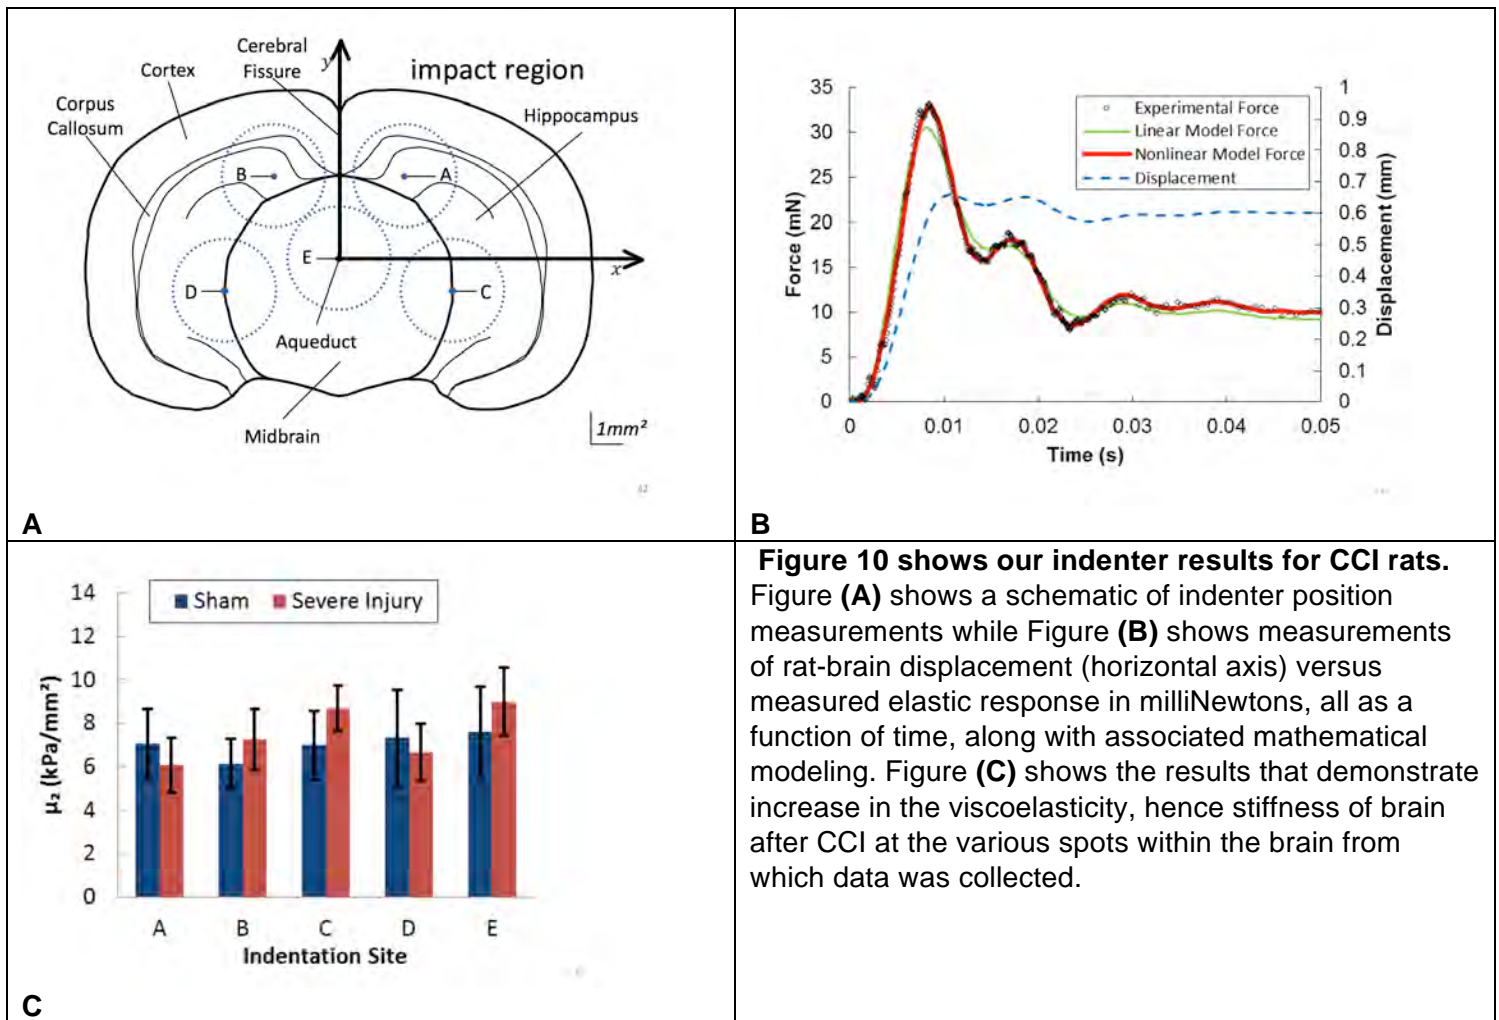 Cerebral
Fissure
y
impact region
Cortex
Corpus
Callosum
Hippocampus
B
A
E
x
D
C
Aqueduct
Midbrain
1mm²
A
35
30
25
20
15
10
5
0
Force (mN)
Experimental Force
Linear Model Force
Nonlinear Model Force
Displacement
1
0.9
0.8
0.7
0.6
0.5
0.4
0.3
0.2
0.1
0
Displacement (mm)
0 0.01 0.02 0.03 0.04 0.05
Time (s)
B
14
12
10
8
6
4
2
0
µ₂ (kPa/mm²)
Sham Severe Injury
A B C D E
Indentation Site
C
Figure 10 shows our indenter results for CCI rats.
Figure (A) shows a schematic of indenter position
measurements while Figure (B) shows measurements
of rat-brain displacement (horizontal axis) versus
measured elastic response in milliNewtons, all as a
function of time, along with associated mathematical
modeling. Figure (C) shows the results that demonstrate
increase in the viscoelasticity, hence stiffness of brain
after CCI at the various spots within the brain from
which data was collected.